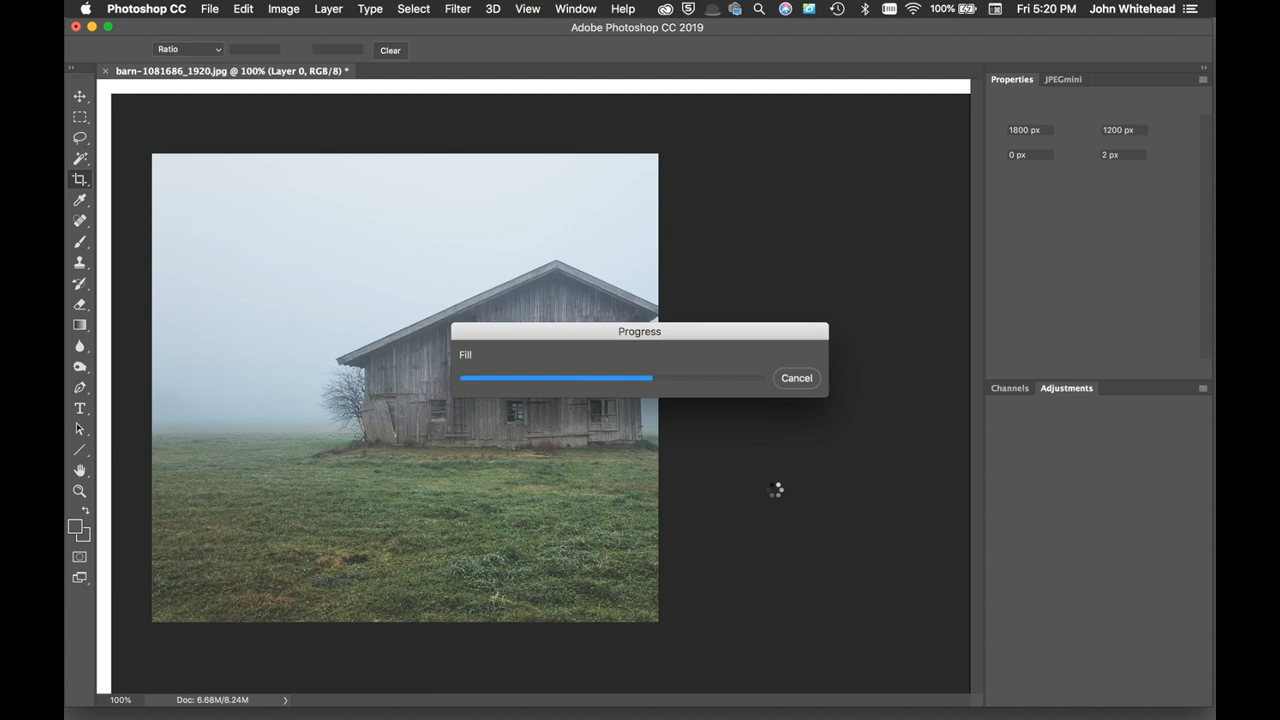 Photoshop CC File Edit Image Layer Type Select Filter 3D View Window Help 100% Fri 5:20 PM John Whitehead
Adobe Photoshop CC 2019
Ratio Clear
barn-1081686_1920.jpg @ 100% (Layer 0, RGB/8) *
Properties JPEGmini
1800 px 1200 px
0 px 2 px
Progress
Fill
Cancel
Channels Adjustments
100% Doc: 6.68M/8.24M